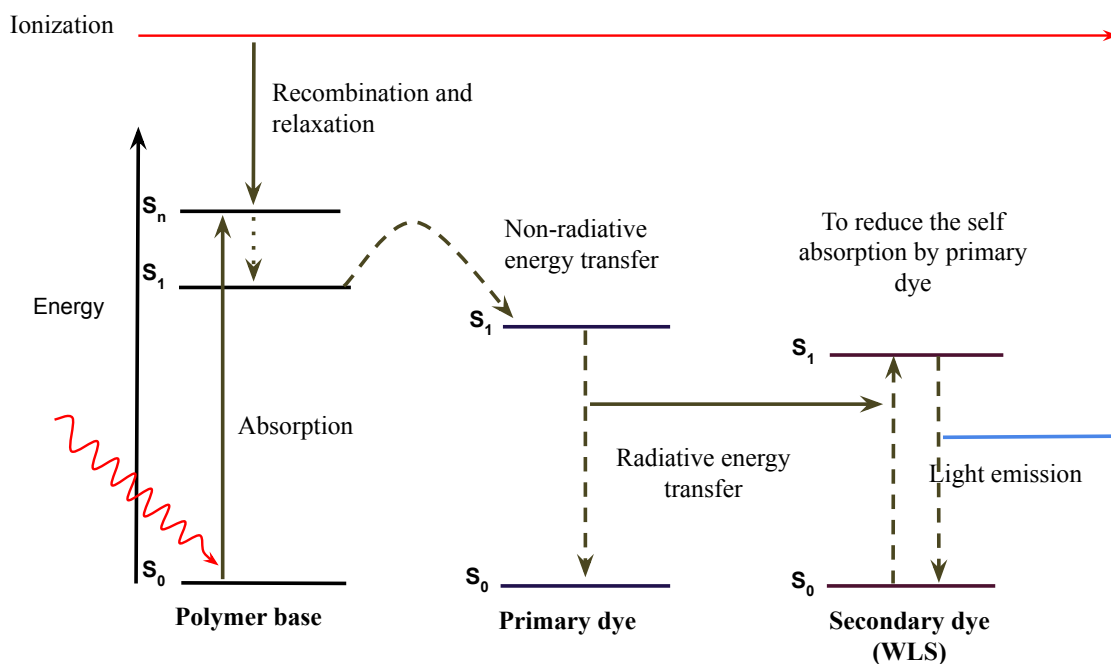 Ionization
Recombination and
relaxation
Sn
S1
Energy
Absorption
S0
Polymer base
Non-radiative
energy transfer
S1
Radiative energy
transfer
S0
Primary dye
To reduce the self
absorption by primary
dye
S1
Light emission
S0
Secondary dye
(WLS)